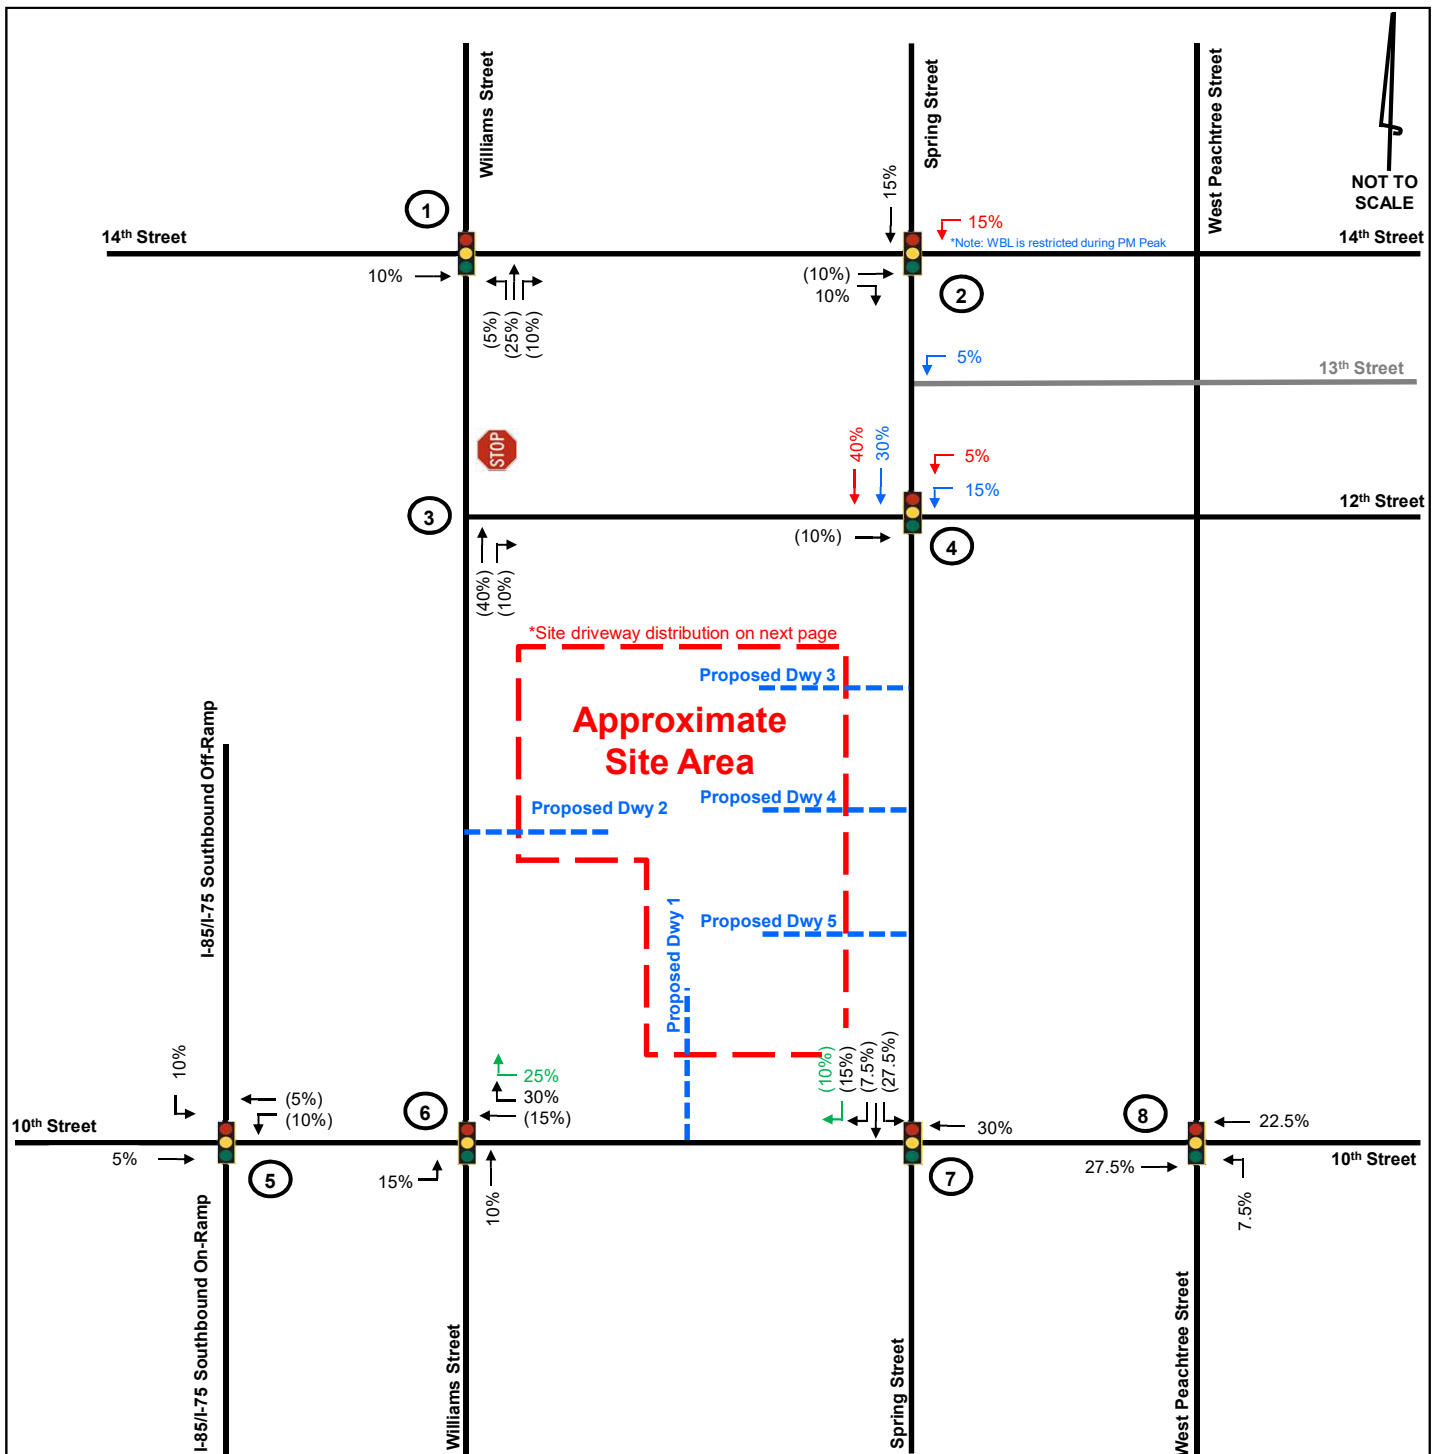 Williams Street
Spring Street
West Peachtree Street
NOT TO
SCALE
1
15%
15%
*Note: WBL is restricted during PM Peak
14th Street
14th Street
10%
(10%)
10%
2
(5%)
(25%)
(10%)
5%
13th Street
STOP
40%
30%
5%
15%
12th Street
3
(10%)
4
(40%)
(10%)
*Site driveway distribution on next page
Proposed Dwy 3
Approximate
Site Area
Proposed Dwy 2
Proposed Dwy 4
Proposed Dwy 1
Proposed Dwy 5
I-85/I-75 Southbound Off-Ramp
10%
(5%)
(10%)
25%
30%
(15%)
6
(10%)
(15%)
(7.5%)
(27.5%)
30%
8
22.5%
10th Street
10th Street
5%
5
15%
10%
7
27.5%
7.5%
I-85/I-75 Southbound On-Ramp
Williams Street
Spring Street
West Peachtree Street